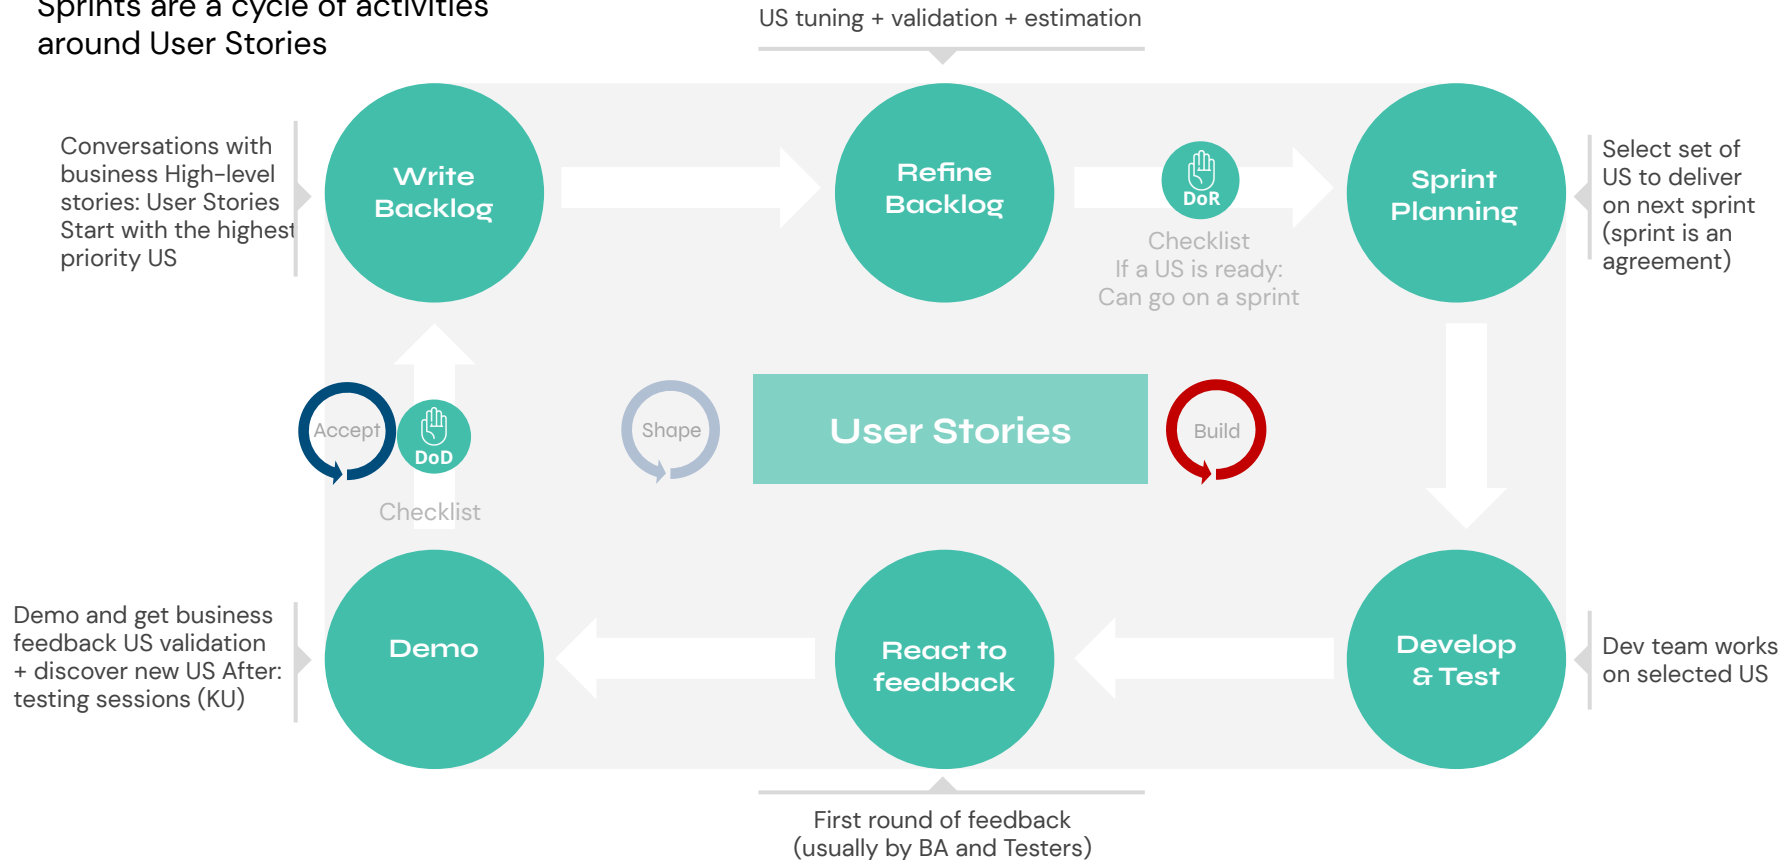 Sprints are a cycle of activities
around User Stories
US tuning + validation + estimation
Conversations with
business High-level
stories: User Stories
Start with the highest
priority US
Write
Backlog
Refine
Backlog
DoR
Checklist
If a US is ready:
Can go on a sprint
Sprint
Planning
Select set of
US to deliver
on next sprint
(sprint is an
agreement)
Accept
DoD
Checklist
Shape
User Stories
Build
Demo and get business
feedback US validation
+ discover new US After:
testing sessions (KU)
Demo
React to
feedback
Develop
& Test
Dev team works
on selected US
First round of feedback
(usually by BA and Testers)